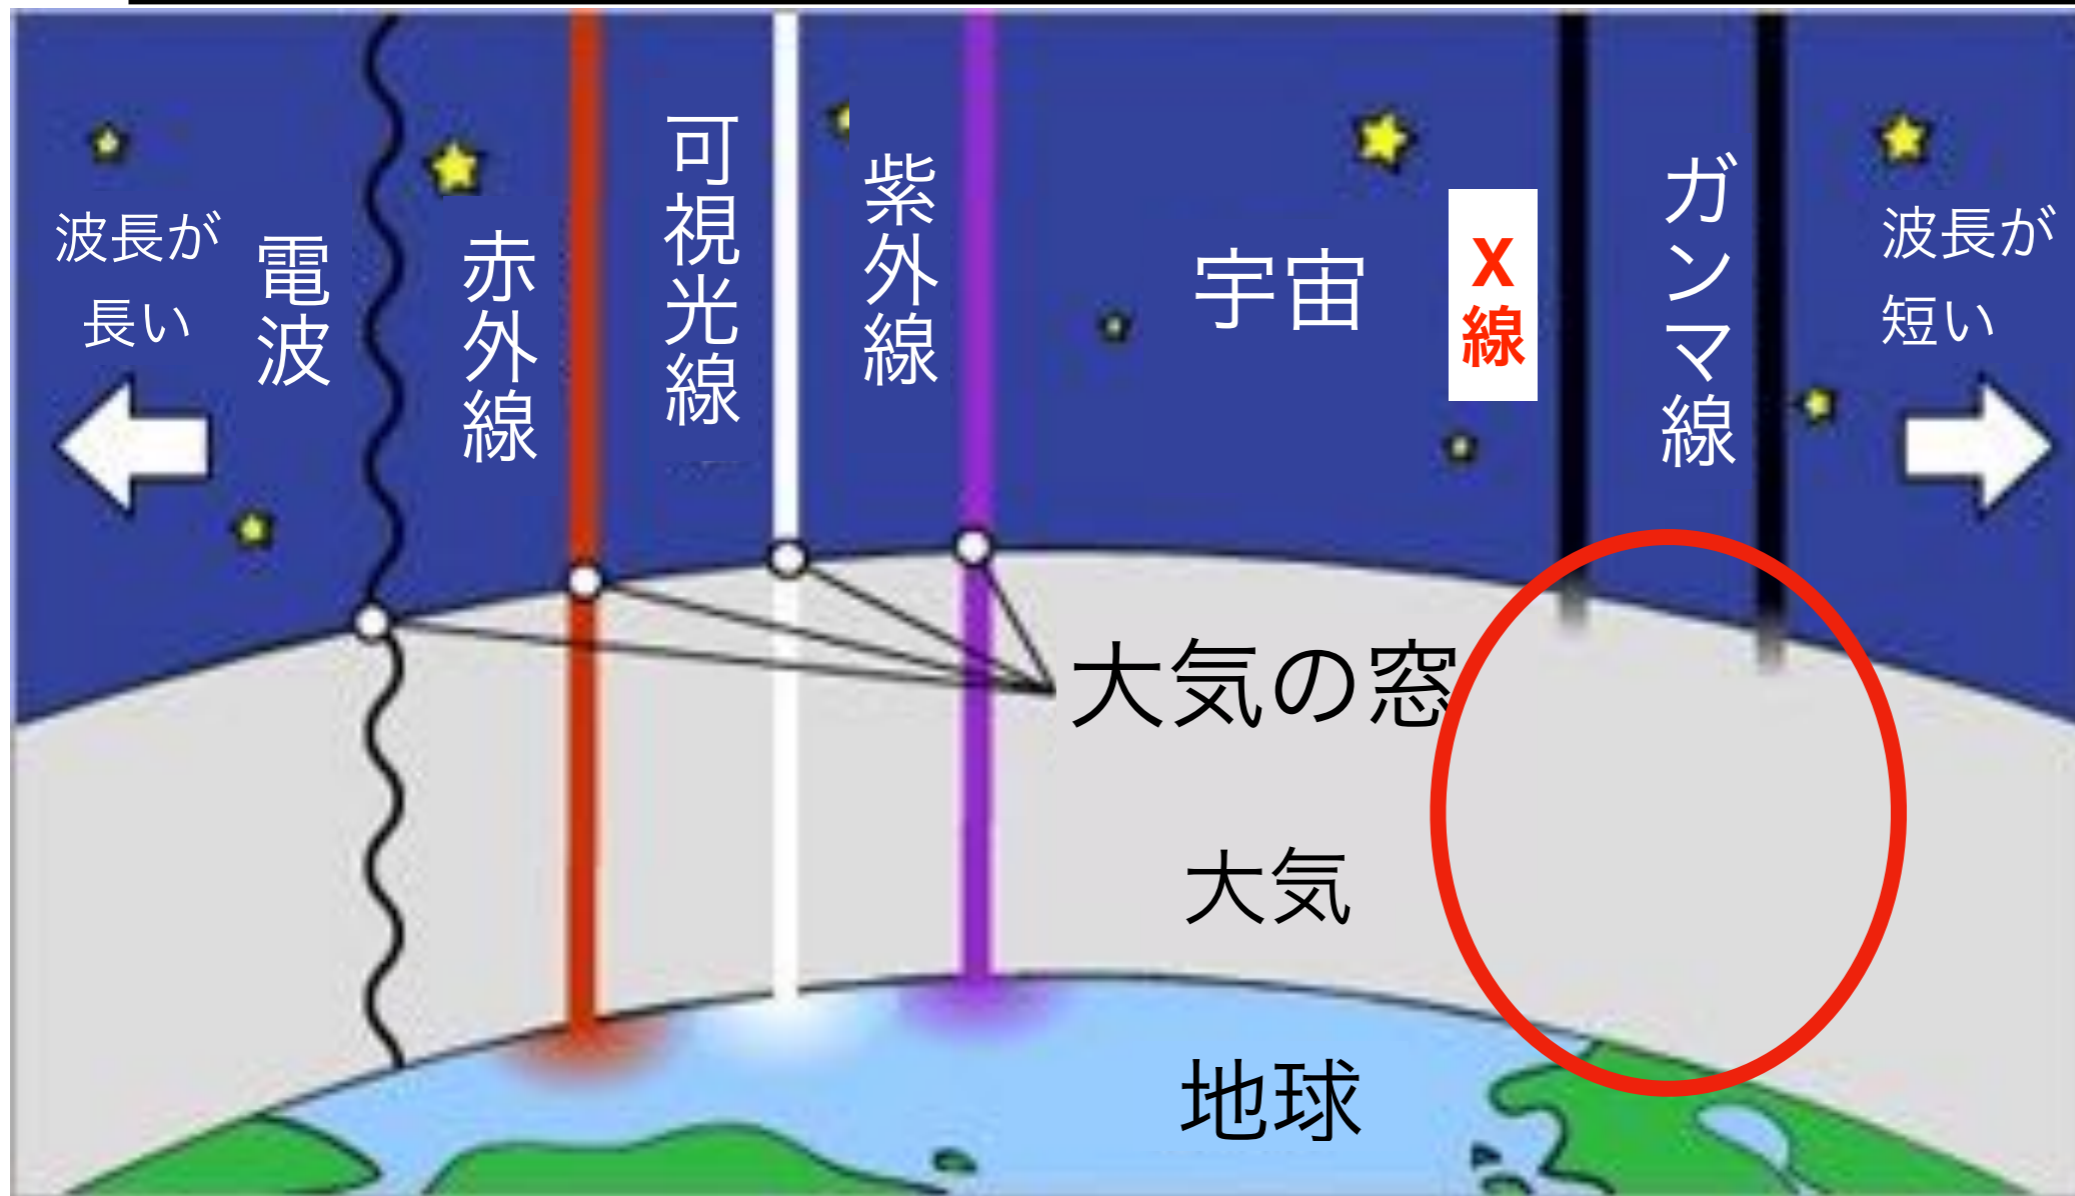 波長が
長い
電波
赤外線
可視光線
紫外線
宇宙
X線
ガンマ線
波長が
短い
大気の窓
大気
地球